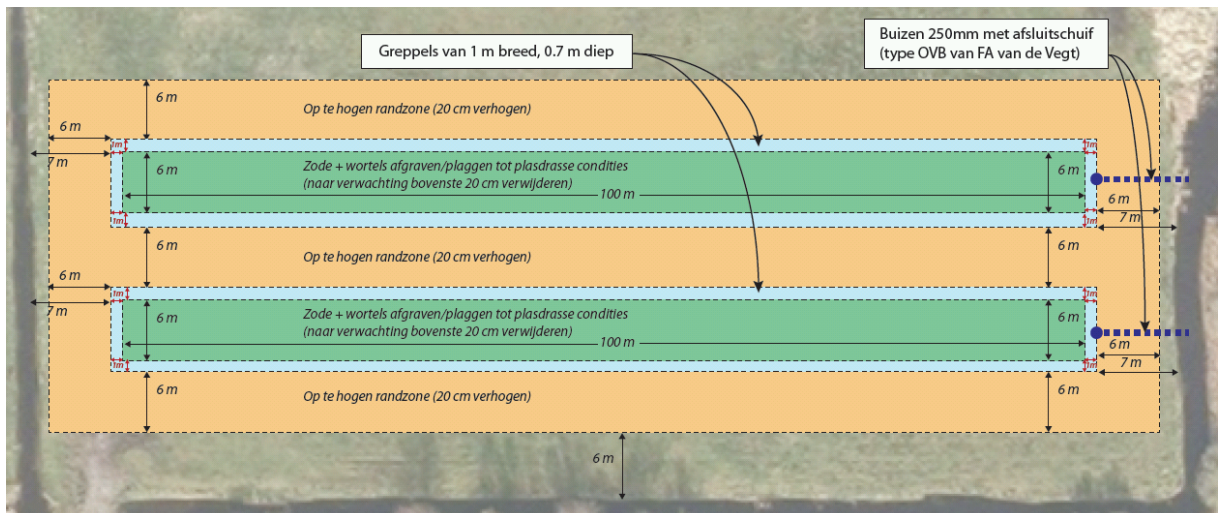 Greppels van 1 m breed, 0.7 m diep
Buizen 250mm met afsluitschuif
(type OVB van FA van de Vegt)
6 m
Op te hogen randzone (20 cm verhogen)
6 m
7 m
1m
1m
6 m
Zode + wortels afgraven/plaggen tot plasdrasse condities
(naar verwachting bovenste 20 cm verwijderen)
6 m
100 m
1m
1m
6 m
7 m
6 m
Op te hogen randzone (20 cm verhogen)
6 m
6 m
7 m
1m
1m
6 m
Zode + wortels afgraven/plaggen tot plasdrasse condities
(naar verwachting bovenste 20 cm verwijderen)
6 m
100 m
1m
1m
6 m
7 m
6 m
Op te hogen randzone (20 cm verhogen)
6 m
6 m